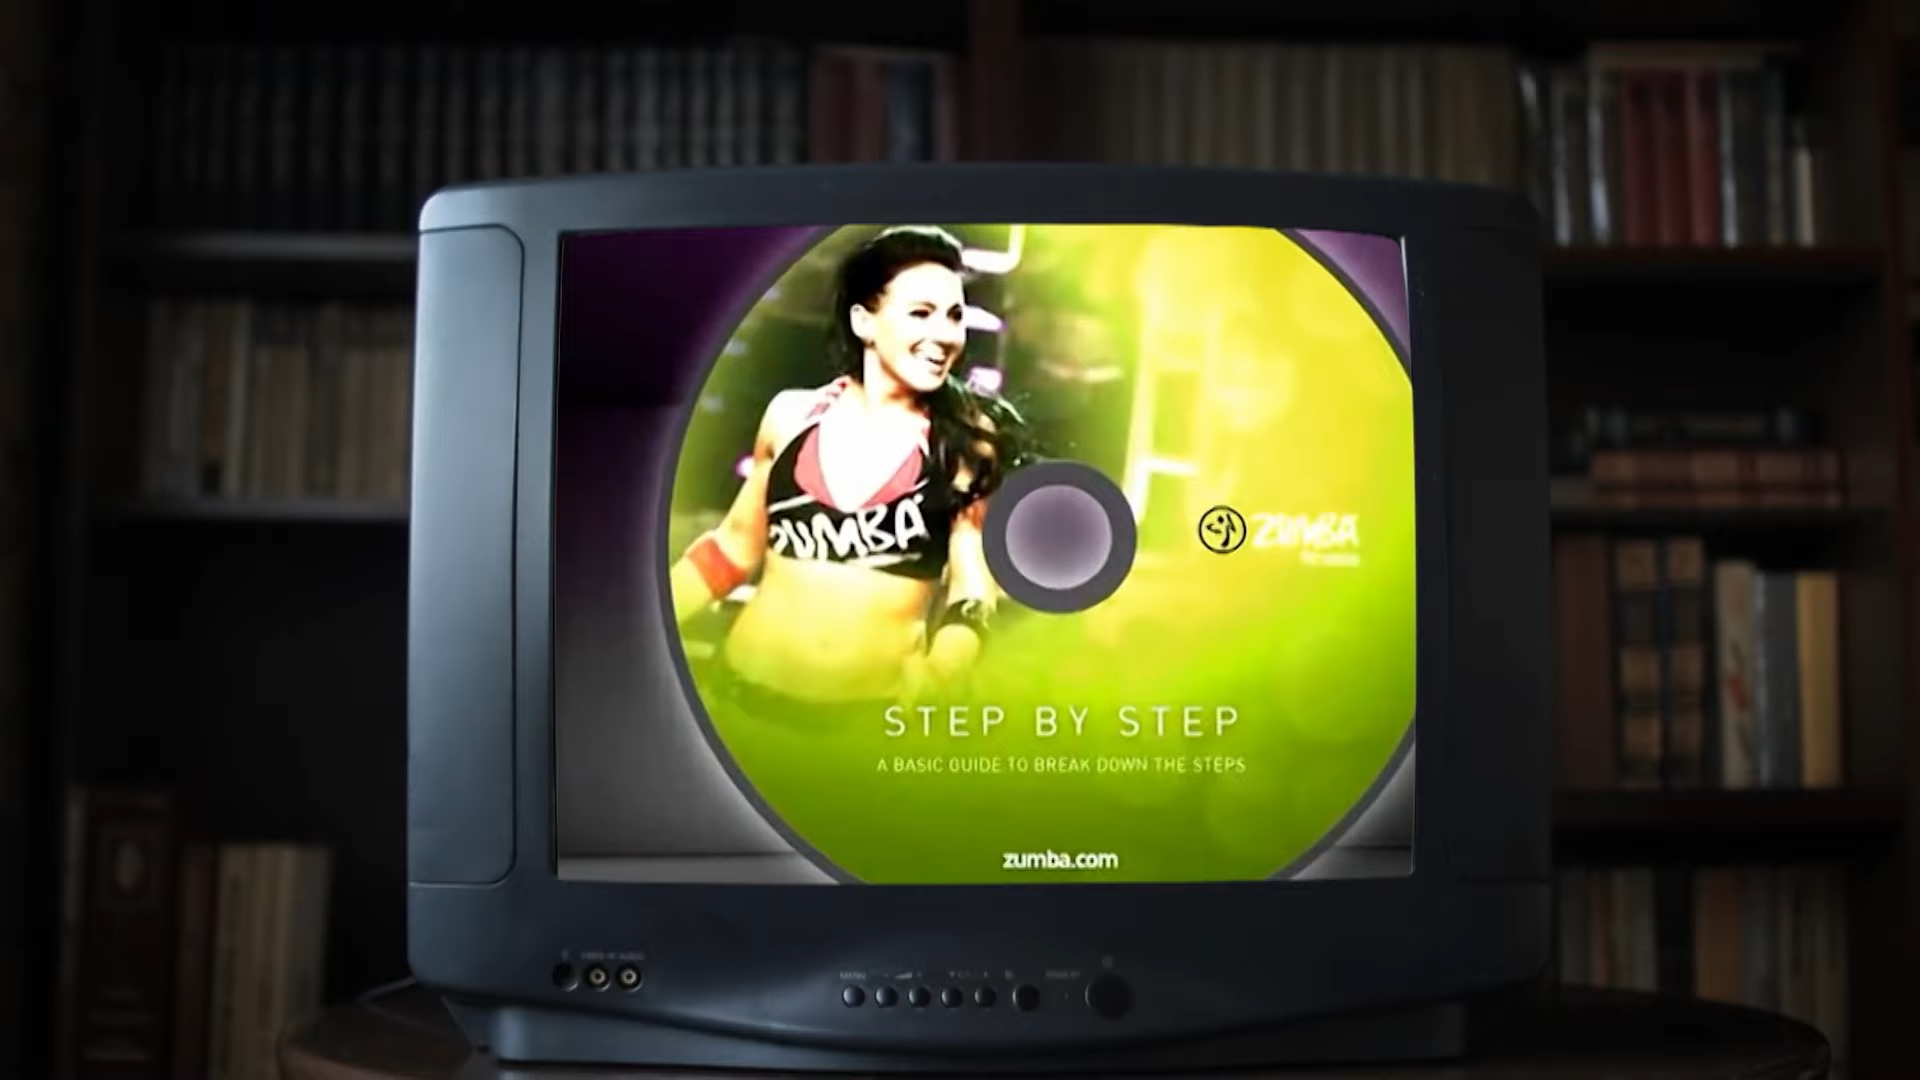 ZUMBA
ZUMBA
STEP BY STEP
A BASIC GUIDE TO BREAK DOWN THE STEPS
zumba.com